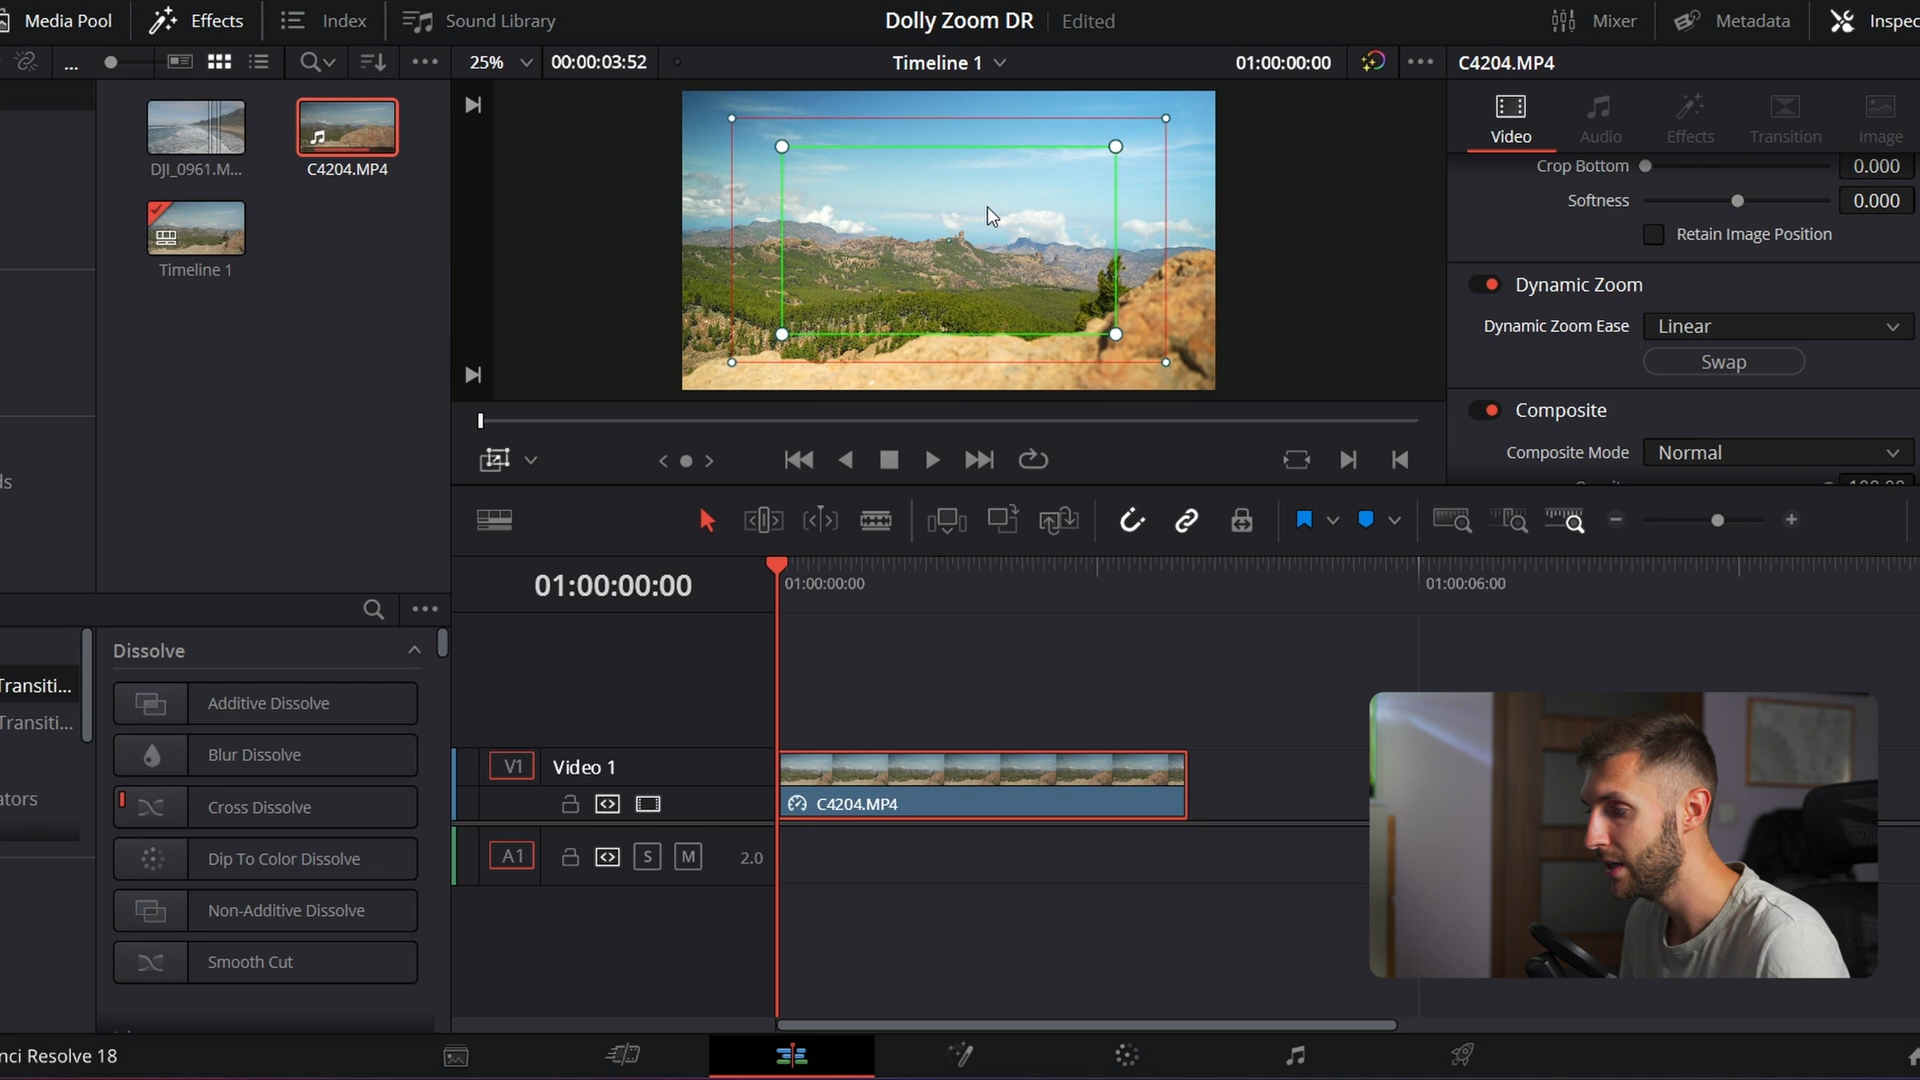 Media Pool
Effects
Index
Sound Library
Dolly Zoom DR
Edited
Mixer
Metadata
Inspec
...
25%
00:00:03:52
Timeline 1
01:00:00:00
C4204.MP4
DJI_0961.M...
C4204.MP4
Timeline 1
Video
Audio
Effects
Transition
Image
Crop Bottom
0.000
Softness
0.000
Retain Image Position
Dynamic Zoom
Dynamic Zoom Ease
Linear
Swap
Composite
Composite Mode
Normal
ds
01:00:00:00
01:00:00:00
01:00:06:00
Dissolve
Transiti...
Transiti...
ators
Additive Dissolve
Blur Dissolve
Cross Dissolve
Dip To Color Dissolve
Non-Additive Dissolve
Smooth Cut
V1
Video 1
C4204.MP4
A1
S
M
2.0
nci Resolve 18